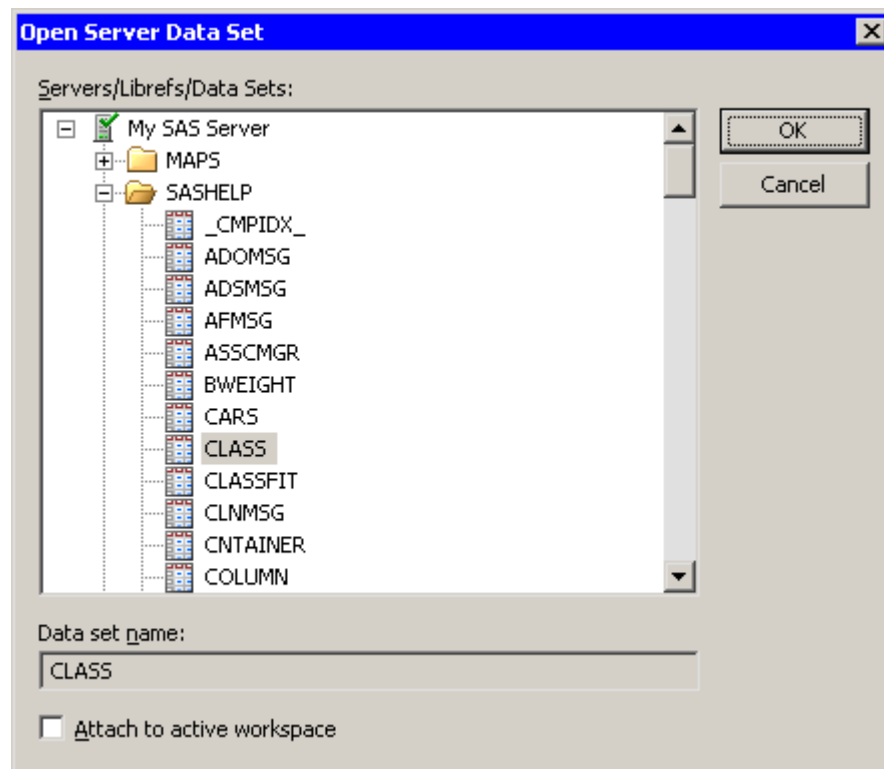 Open Server Data Set
Servers/Librefs/Data Sets:
My SAS Server
MAPS
SASHELP
_CMPIDX_
ADOMSG
ADSMSG
AFMSG
ASSCMGR
BWEIGHT
CARS
CLASS
CLASSFIT
CLNMSG
CNTAINER
COLUMN
OK
Cancel
Data set name:
CLASS
Attach to active workspace